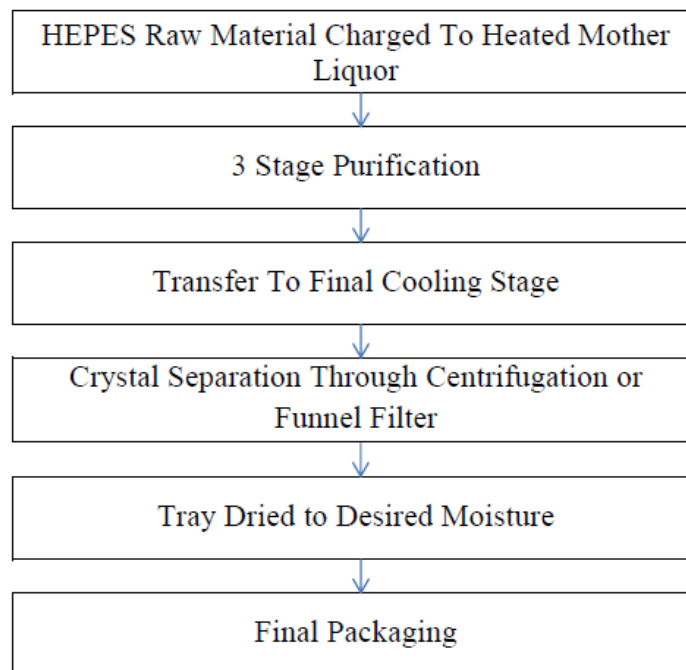 HEPES Raw Material Charged To Heated Mother
Liquor
3 Stage Purification
Transfer To Final Cooling Stage
Crystal Separation Through Centrifugation or
Funnel Filter
Tray Dried to Desired Moisture
Final Packaging